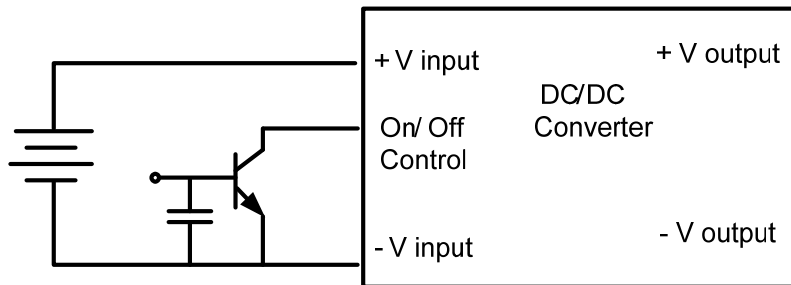 + V input
+ V output
DC/DC
Converter
On/ Off
Control
- V input
- V output